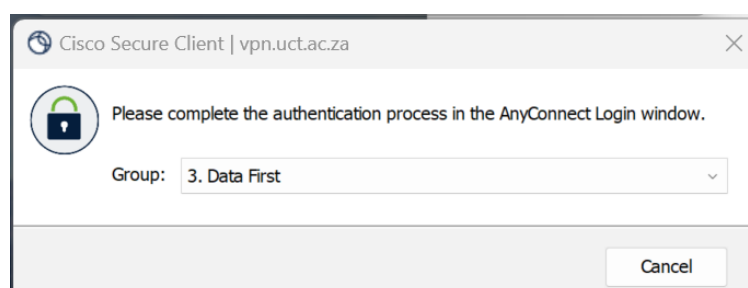 Cisco Secure Client | vpn.uct.ac.za
Please complete the authentication process in the AnyConnect Login window.
Group: 3. Data First
Cancel